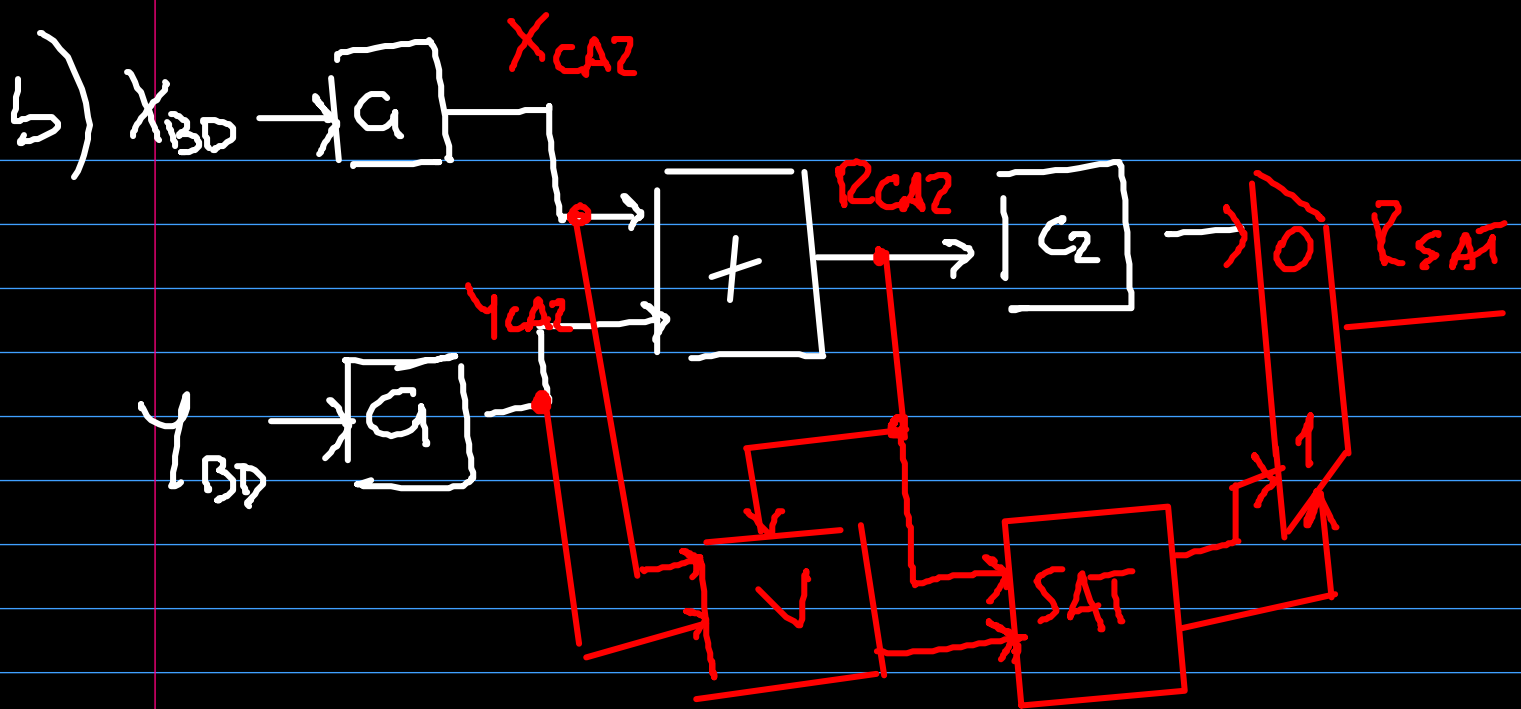 b) X_BD C1 X_CA2
+ R_CA2 C2 0 R_SAT
Y_CA2
Y_BD C1 1
V SAT